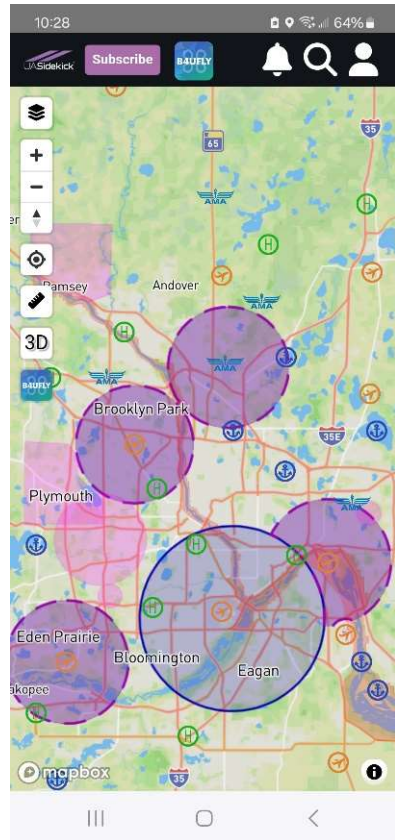 10:28
64%
UASidekick
Subscribe
B4UFLY
35
65
AMA
Ramsey
Andover
AMA
3D
AMA
B4UFLY
AMA
Brooklyn Park
35E
Plymouth
AMA
Eden Prairie
Bloomington
Eagan
akopee
mapbox
35